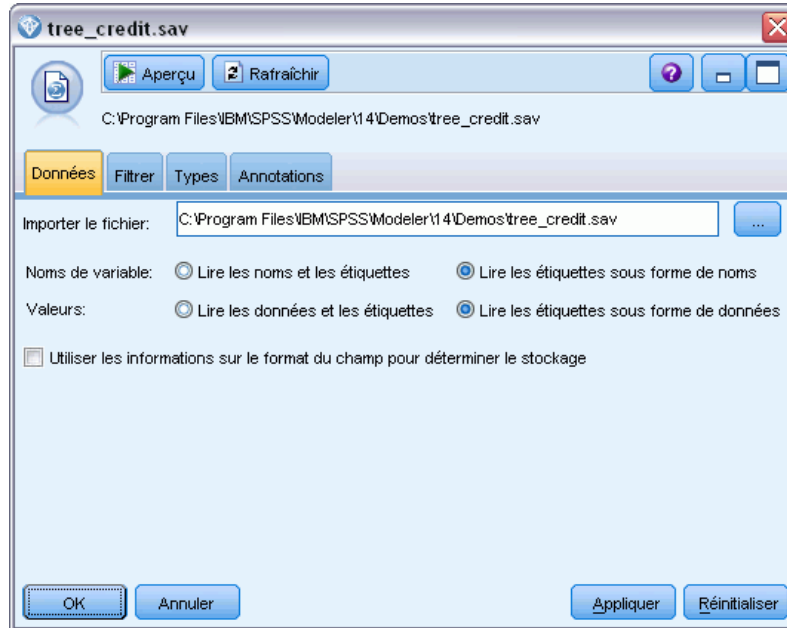 tree_credit.sav
Aperçu Rafraîchir
C:\Program Files\IBM\SPSS\Modeler\14\Demos\tree_credit.sav
Données Filtrer Types Annotations
Importer le fichier: C:\Program Files\IBM\SPSS\Modeler\14\Demos\tree_credit.sav ...
Noms de variable: Lire les noms et les étiquettes Lire les étiquettes sous forme de noms
Valeurs: Lire les données et les étiquettes Lire les étiquettes sous forme de données
Utiliser les informations sur le format du champ pour déterminer le stockage
OK Annuler Appliquer Réinitialiser